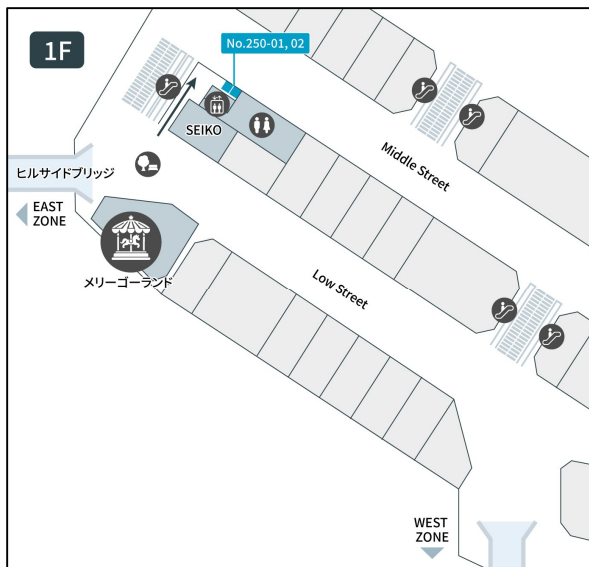 1F
No.250-01, 02
SEIKO
Middle Street
ヒルサイドブリッジ
EAST
ZONE
メリーゴーランド
Low Street
WEST
ZONE